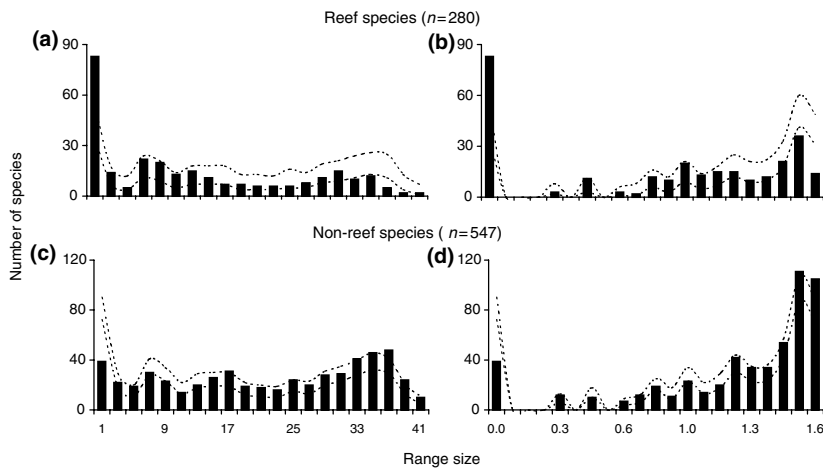 Reef species (n=280)
(a)
90
60
30
0
(b)
90
60
30
0
Number of species
Non-reef species ( n=547)
(c)
120
80
40
0
1 9 17 25 33 41
(d)
120
80
40
0
0.0 0.3 0.6 1.0 1.3 1.6
Range size